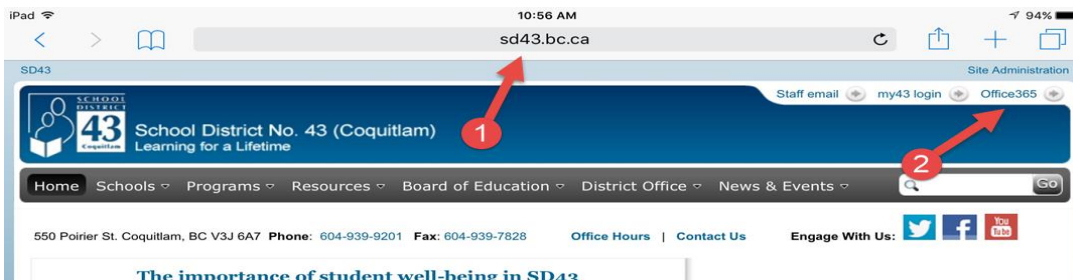 iPad 10:56 AM 94%
sd43.bc.ca
SD43 Site Administration
Staff email my43 login Office365
SCHOOL
DISTRICT
43
Coquitlam
School District No. 43 (Coquitlam)
Learning for a Lifetime
1
2
Home Schools Programs Resources Board of Education District Office News & Events Go
550 Poirier St. Coquitlam, BC V3J 6A7 Phone: 604-939-9201 Fax: 604-939-7828 Office Hours | Contact Us Engage With Us: You Tube
The importance of student well-being in SD43